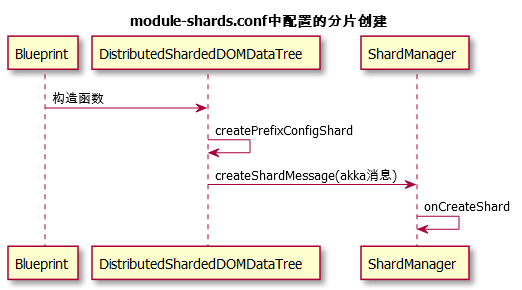 module-shards.conf中配置的分片创建
Blueprint DistributedShardedDOMDataTree ShardManager
构造函数
createPrefixConfigShard
createShardMessage(akka消息)
onCreateShard
Blueprint DistributedShardedDOMDataTree ShardManager